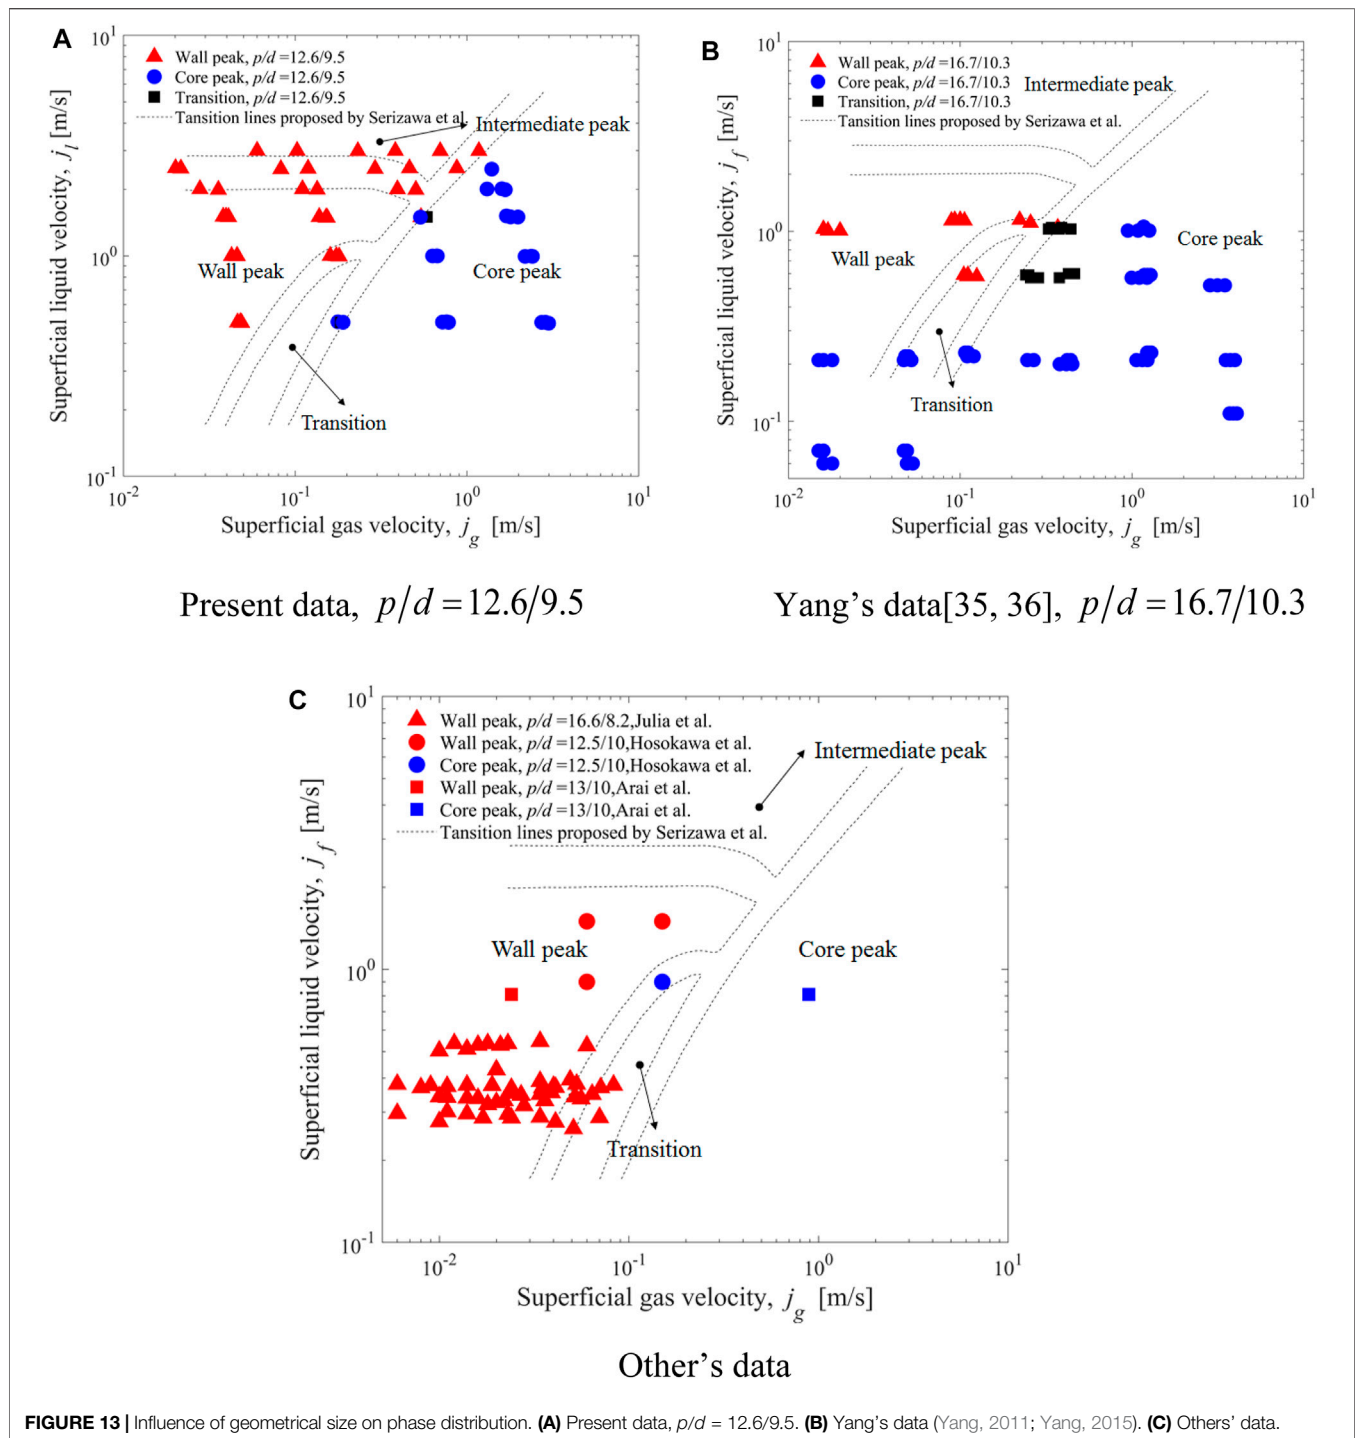 A
10^1
Wall peak, p/d =12.6/9.5
Core peak, p/d =12.6/9.5
Transition, p/d =12.6/9.5
Tansition lines proposed by Serizawa et al.
Intermediate peak
Wall peak
Core peak
Transition
10^0
10^-1
10^-2
10^-1
10^0
10^1
Superficial liquid velocity, j_l [m/s]
Superficial gas velocity, j_g [m/s]
Present data, p/d = 12.6/9.5
B
10^1
Wall peak, p/d =16.7/10.3
Core peak, p/d =16.7/10.3
Transition, p/d =16.7/10.3
Tansition lines proposed by Serizawa et al.
Intermediate peak
Wall peak
Core peak
Transition
10^0
10^-1
10^-2
10^-1
10^0
10^1
Superficial liquid velocity, j_f [m/s]
Superficial gas velocity, j_g [m/s]
Yang's data[35, 36], p/d = 16.7/10.3
C
10^1
Wall peak, p/d =16.6/8.2,Julia et al.
Wall peak, p/d =12.5/10,Hosokawa et al.
Core peak, p/d =12.5/10,Hosokawa et al.
Wall peak, p/d =13/10,Arai et al.
Core peak, p/d =13/10,Arai et al.
Tansition lines proposed by Serizawa et al.
Intermediate peak
Wall peak
Core peak
Transition
10^0
10^-1
10^-2
10^-1
10^0
10^1
Superficial liquid velocity, j_f [m/s]
Superficial gas velocity, j_g [m/s]
Other's data
FIGURE 13 | Influence of geometrical size on phase distribution. (A) Present data, p/d = 12.6/9.5. (B) Yang's data (Yang, 2011; Yang, 2015). (C) Others' data.